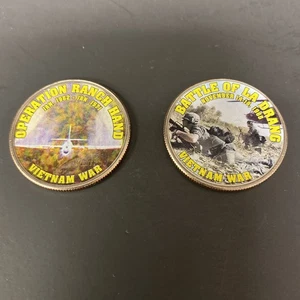 OPERATION RANCH HAND
VIETNAM WAR
BATTLE OF LA DRANG
VIETNAM WAR